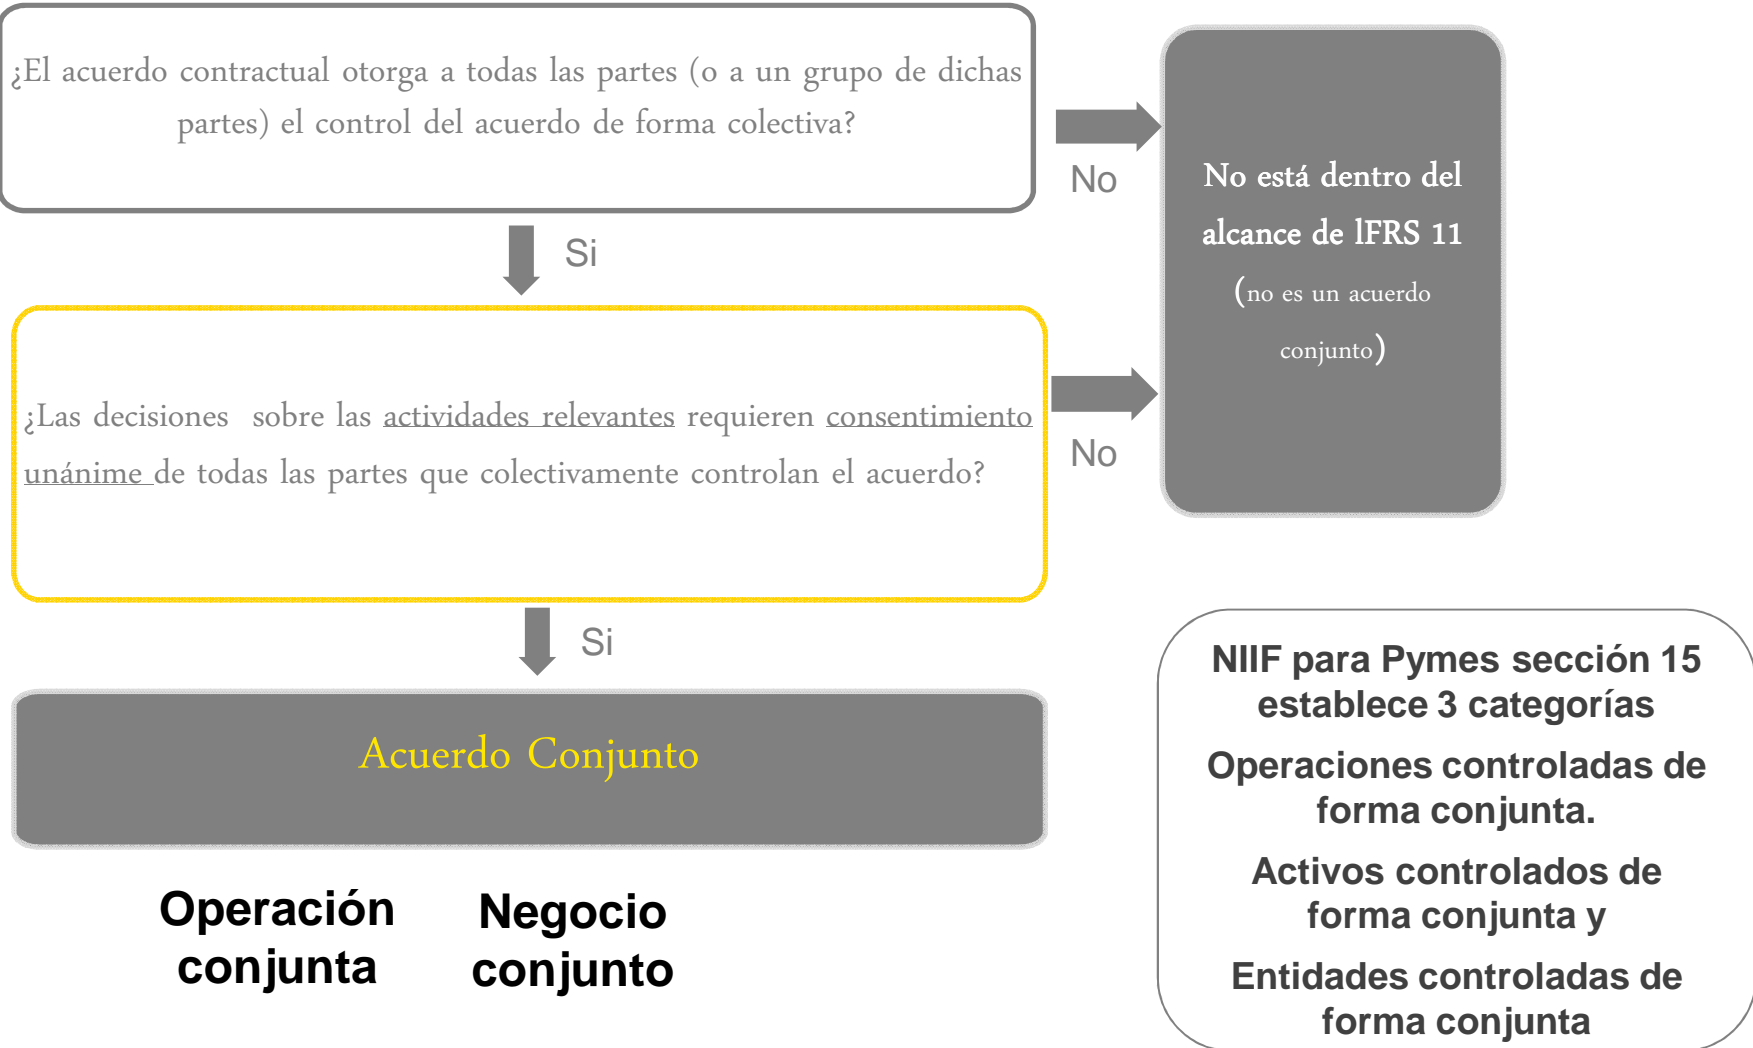 ¿El acuerdo contractual otorga a todas las partes (o a un grupo de dichas
partes) el control del acuerdo de forma colectiva?
No
Si
No está dentro del
alcance de lFRS 11
(no es un acuerdo
conjunto)
¿Las decisiones sobre las actividades relevantes requieren consentimiento
unánime de todas las partes que colectivamente controlan el acuerdo?
No
Si
Acuerdo Conjunto
Operación
conjunta
Negocio
conjunto
NIIF para Pymes sección 15
establece 3 categorías
Operaciones controladas de
forma conjunta.
Activos controlados de
forma conjunta y
Entidades controladas de
forma conjunta